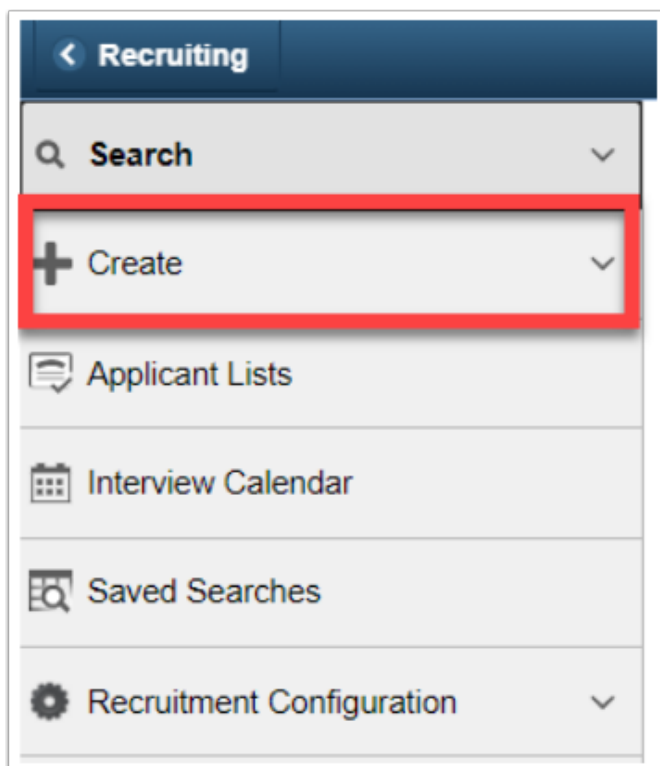 Recruiting
Search
Create
Applicant Lists
Interview Calendar
Saved Searches
Recruitment Configuration